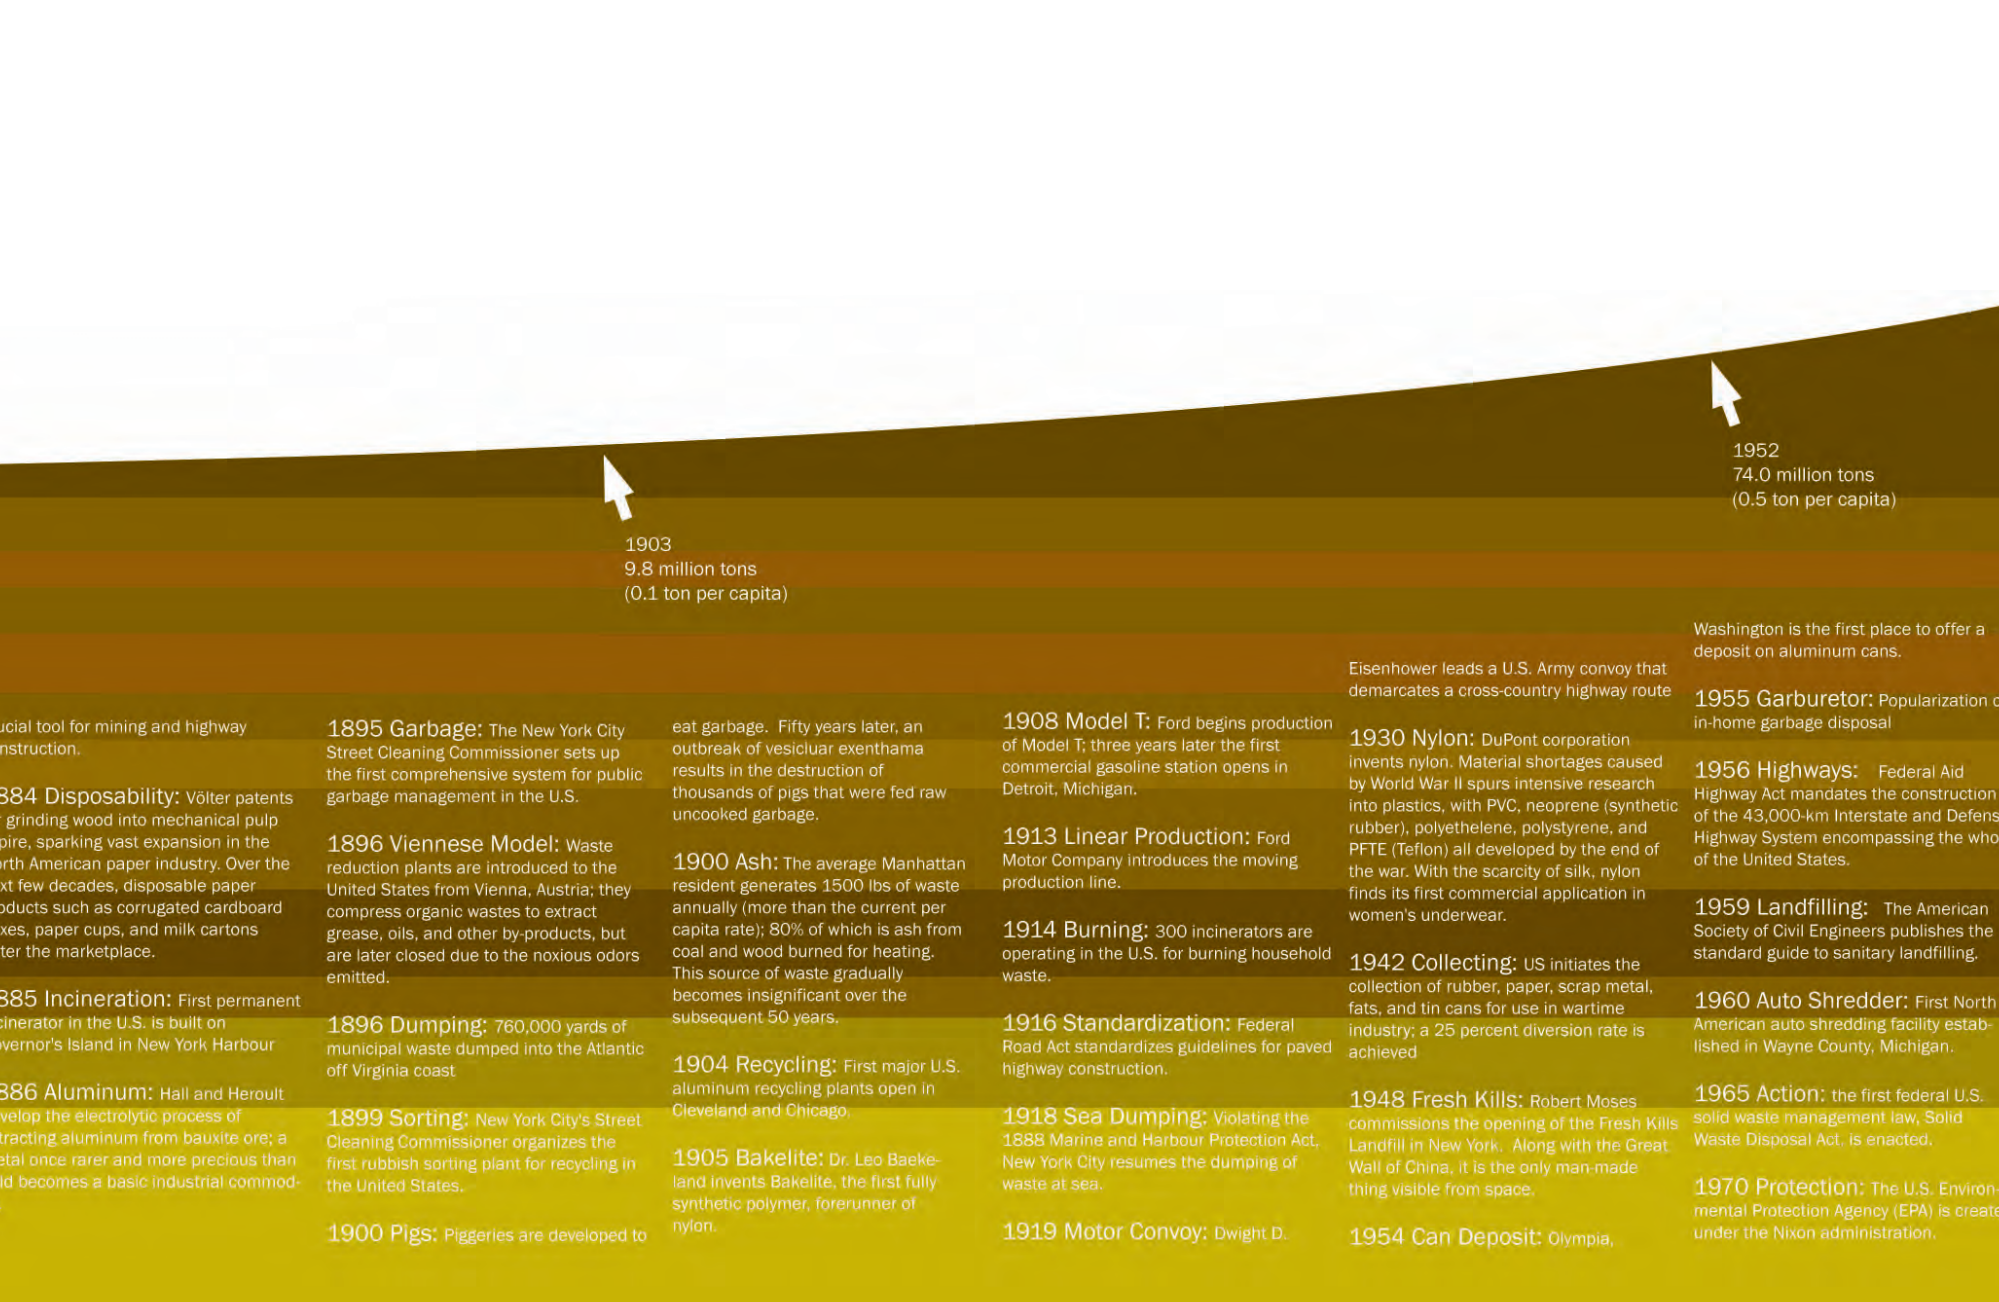 1952
74.0 million tons
(0.5 ton per capita)
1903
9.8 million tons
(0.1 ton per capita)
tool for mining and highway
Disposability: Völter patents
grinding wood into mechanical pulp
sparking vast expansion in the
American paper industry. Over the
few decades, disposable paper
such as corrugated cardboard
paper cups, and milk cartons
the marketplace.
Incineration: First permanent
in the U.S. is built on
Island in New York Harbour
Aluminum: Hall and Heroult
the electrolytic process of
aluminum from bauxite ore; a
once rarer and more precious than
becomes a basic industrial commod-
1895 Garbage: The New York City
Street Cleaning Commissioner sets up
the first comprehensive system for public
garbage management in the U.S.
1896 Viennese Model: Waste
reduction plants are introduced to the
United States from Vienna, Austria; they
compress organic wastes to extract
grease, oils, and other by-products, but
are later closed due to the noxious odors
emitted.
1896 Dumping: 760,000 yards of
municipal waste dumped into the Atlantic
off Virginia coast
1899 Sorting: New York City's Street
Cleaning Commissioner organizes the
first rubbish sorting plant for recycling in
the United States.
1900 Pigs: Piggeries are developed to
eat garbage. Fifty years later, an
outbreak of vesicluar exenthama
results in the destruction of
thousands of pigs that were fed raw
uncooked garbage.
1900 Ash: The average Manhattan
resident generates 1500 lbs of waste
annually (more than the current per
capita rate); 80% of which is ash from
coal and wood burned for heating.
This source of waste gradually
becomes insignificant over the
subsequent 50 years.
1904 Recycling: First major U.S.
aluminum recycling plants open in
Cleveland and Chicago.
1905 Bakelite: Dr. Leo Baeke-
land invents Bakelite, the first fully
synthetic polymer, forerunner of
nylon.
1908 Model T: Ford begins production
of Model T; three years later the first
commercial gasoline station opens in
Detroit, Michigan.
1913 Linear Production: Ford
Motor Company introduces the moving
production line.
1914 Burning: 300 incinerators are
operating in the U.S. for burning household
waste.
1916 Standardization: Federal
Road Act standardizes guidelines for paved
highway construction.
1918 Sea Dumping: Violating the
1888 Marine and Harbour Protection Act,
New York City resumes the dumping of
waste at sea.
1919 Motor Convoy: Dwight D.
Eisenhower leads a U.S. Army convoy that
demarcates a cross-country highway route
1930 Nylon: DuPont corporation
invents nylon. Material shortages caused
by World War II spurs intensive research
into plastics, with PVC, neoprene (synthetic
rubber), polyethelene, polystyrene, and
PFTE (Teflon) all developed by the end of
the war. With the scarcity of silk, nylon
finds its first commercial application in
women's underwear.
1942 Collecting: US initiates the
collection of rubber, paper, scrap metal,
fats, and tin cans for use in wartime
industry; a 25 percent diversion rate is
achieved
1948 Fresh Kills: Robert Moses
commissions the opening of the Fresh Kills
Landfill in New York. Along with the Great
Wall of China, it is the only man-made
thing visible from space.
1954 Can Deposit: Olympia,
Washington is the first place to offer a
deposit on aluminum cans.
1955 Garburetor: Popularization
in-home garbage disposal
1956 Highways: Federal Aid
Highway Act mandates the construction
of the 43,000-km Interstate and
Highway System encompassing the
of the United States.
1959 Landfilling: The American
Society of Civil Engineers publishes the
standard guide to sanitary landfilling.
1960 Auto Shredder: First North
American auto shredding facility estab-
lished in Wayne County, Michigan.
1965 Action: the first federal U.S.
solid waste management law, Solid
Waste Disposal Act, is enacted.
1970 Protection: The U.S. Environ-
mental Protection Agency (EPA) is
under the Nixon administration.